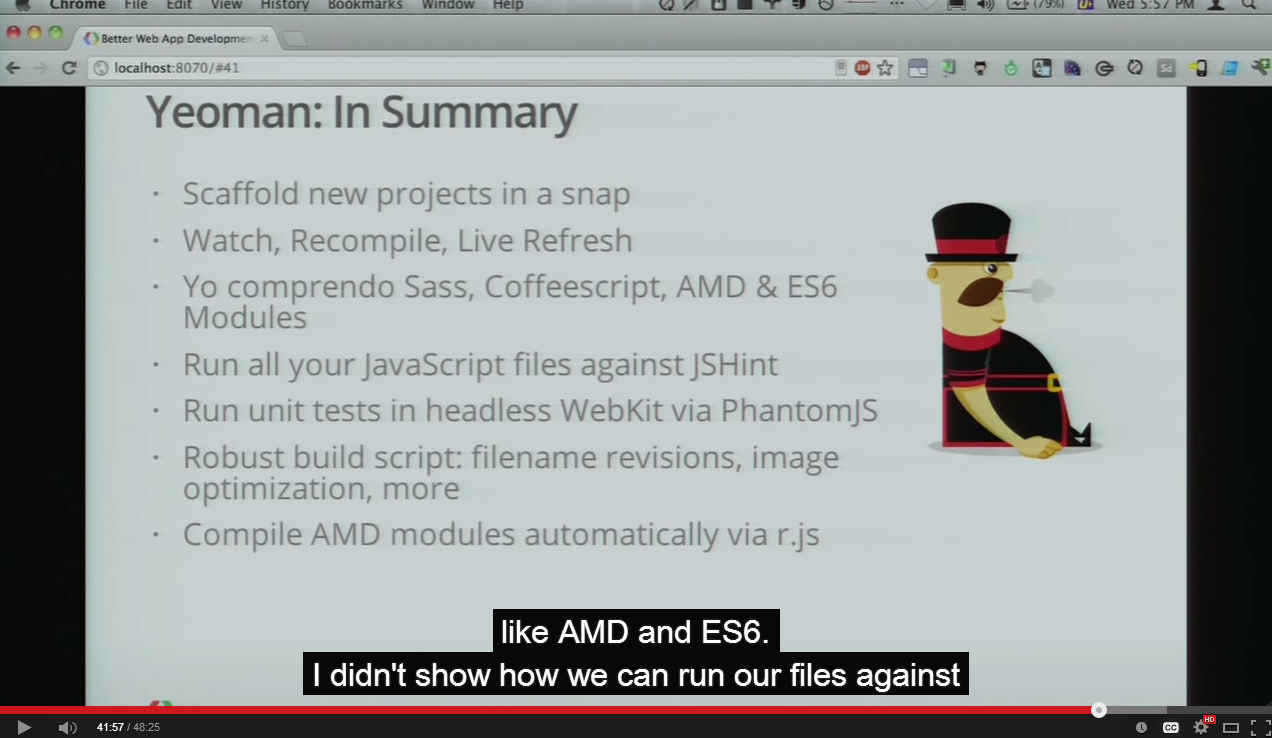 Chrome File Edit View History Bookmarks Window Help (79%) Wed 5:57 PM
Better Web App Developmen
localhost:8070/#41
ABP
Sd
Yeoman: In Summary
· Scaffold new projects in a snap
· Watch, Recompile, Live Refresh
· Yo comprendo Sass, Coffeescript, AMD & ES6
Modules
· Run all your JavaScript files against JSHint
· Run unit tests in headless WebKit via PhantomJS
· Robust build script: filename revisions, image
optimization, more
· Compile AMD modules automatically via r.js
like AMD and ES6.
I didn't show how we can run our files against
41:57 / 48:25
CC
HD